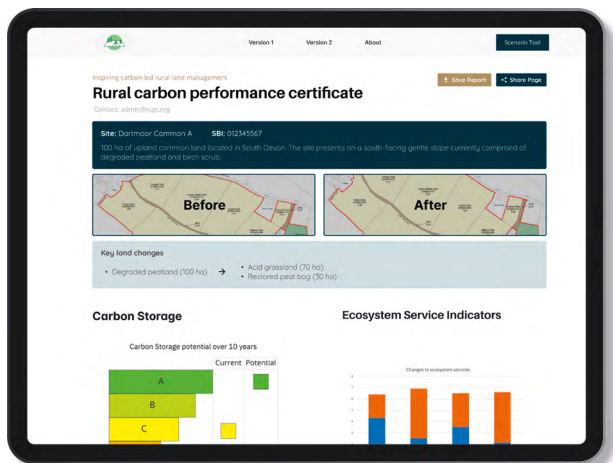 Version 1
Version 2
About
Scenario Tool
Inspiring carbon-led rural land management
Save Report
Share Page
Rural carbon performance certificate
Contact: admin@rcpt.org
Site: Dartmoor Common A SBI: 012345567
100 ha of upland common land located in South Devon. The site presents on a south-facing gentle slope currently comprised of
degraded peatland and birch scrub.
Before
After
Key land changes
• Degraded peatland (100 ha) → • Acid grassland (70 ha)
• Restored peat bog (30 ha)
Carbon Storage
Ecosystem Service Indicators
Carbon Storage potential over 10 years
Current Potential
A
B
C
Changes in ecosystem services